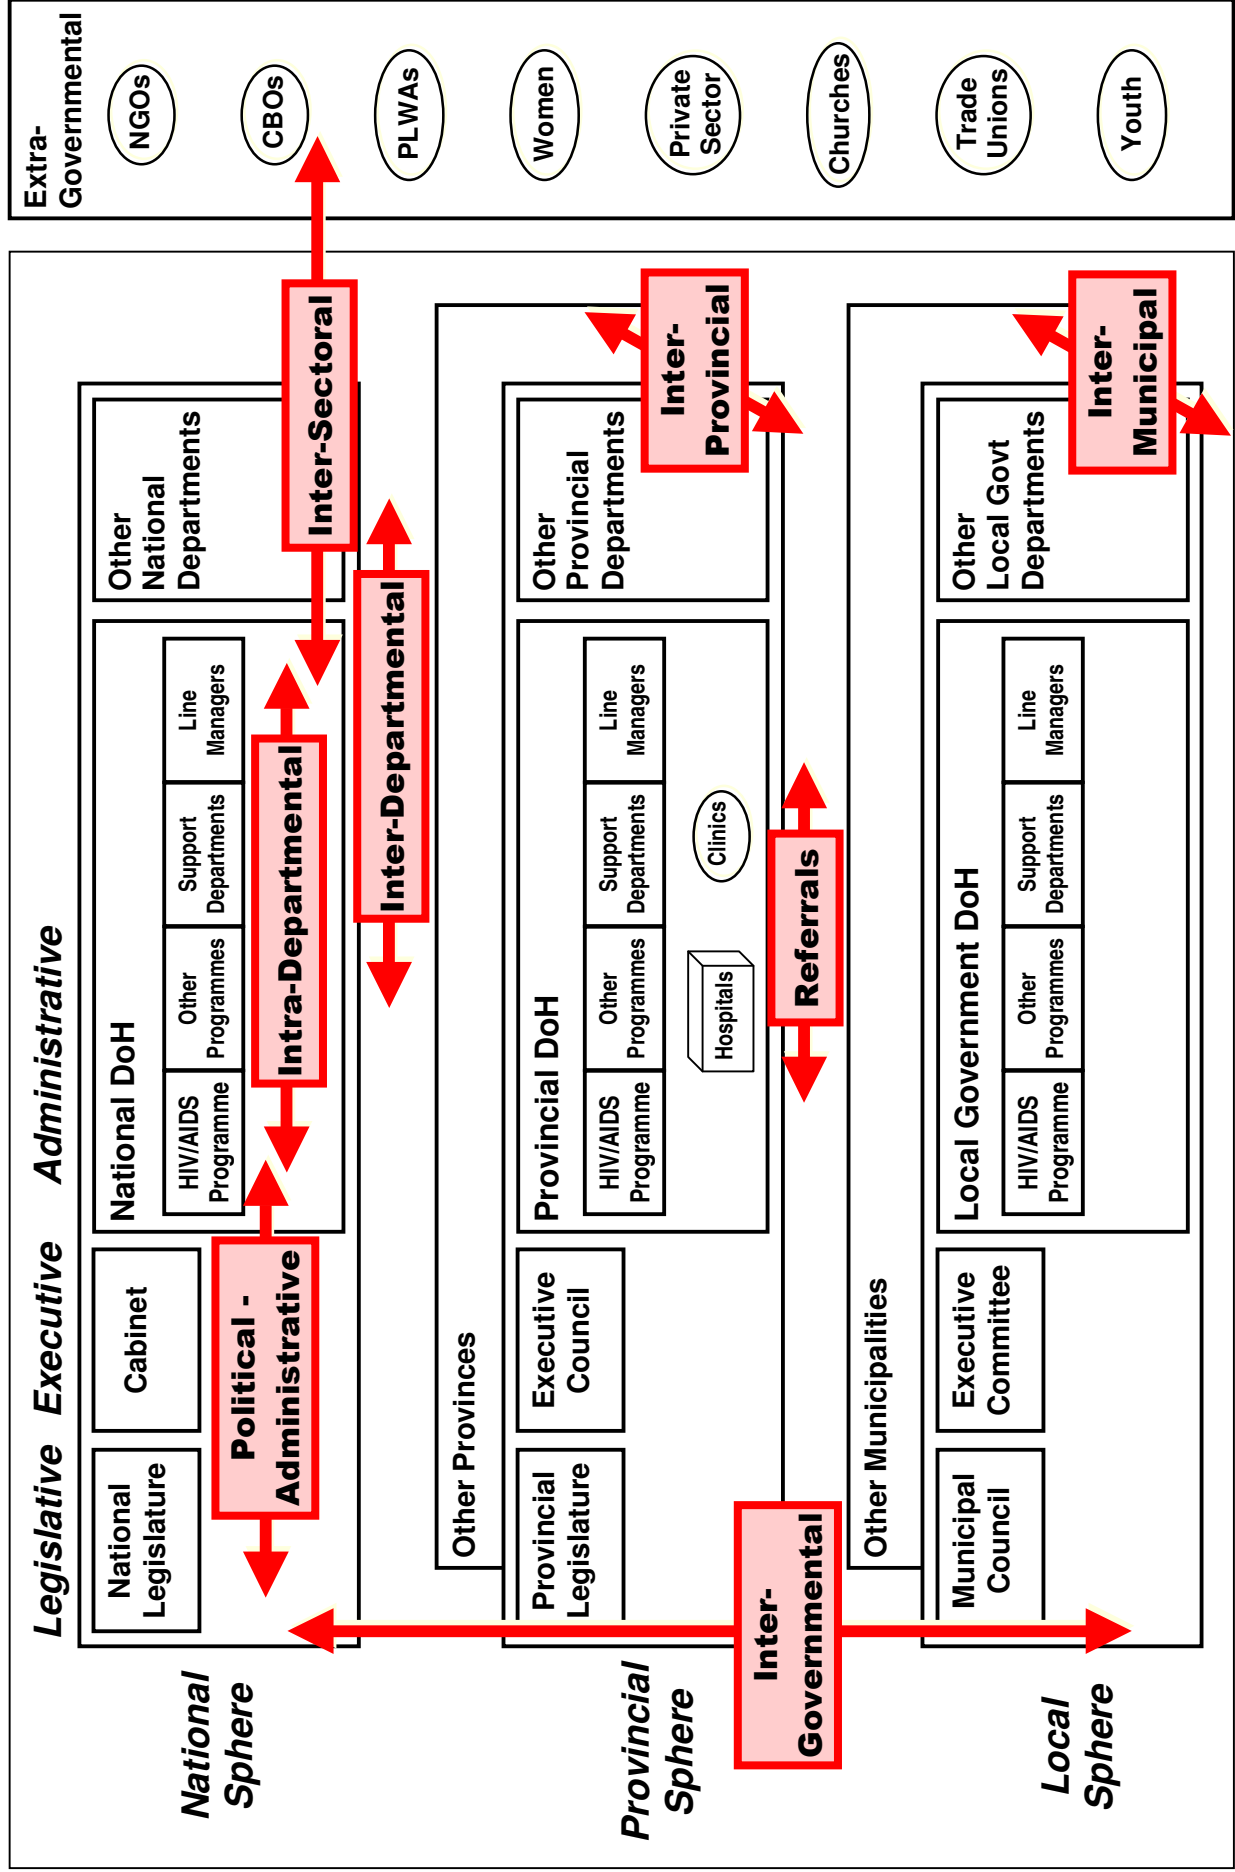 Legislative
Executive
Administrative
Extra-
Governmental
National
Sphere
National
Legislature
Cabinet
National DoH
HIV/AIDS
Programme
Other
Programmes
Support
Departments
Line
Managers
Other
National
Departments
Political -
Administrative
Intra-Departmental
Inter-Sectoral
Inter-Departmental
Other Provinces
Provincial
Sphere
Provincial
Legislature
Executive
Council
Provincial DoH
HIV/AIDS
Programme
Other
Programmes
Support
Departments
Line
Managers
Hospitals
Clinics
Other
Provincial
Departments
Inter-
Provincial
Referrals
Inter-
Governmental
Other Municipalities
Local
Sphere
Municipal
Council
Executive
Committee
Local Government DoH
HIV/AIDS
Programme
Other
Programmes
Support
Departments
Line
Managers
Other
Local Govt
Departments
Inter-
Municipal
NGOs
CBOs
PLWAs
Women
Private
Sector
Churches
Trade
Unions
Youth